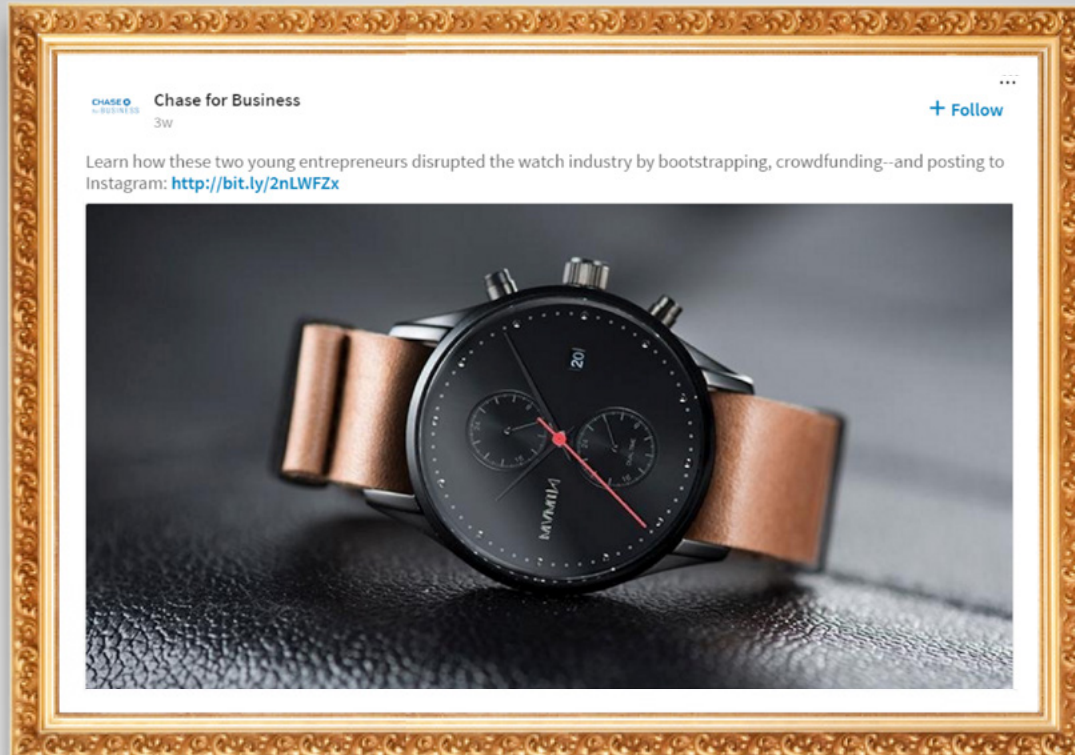 ...
CHASE
for BUSINESS
Chase for Business
3w
+ Follow
Learn how these two young entrepreneurs disrupted the watch industry by bootstrapping, crowdfunding--and posting to
Instagram: http://bit.ly/2nLWFZx
20
MVMT